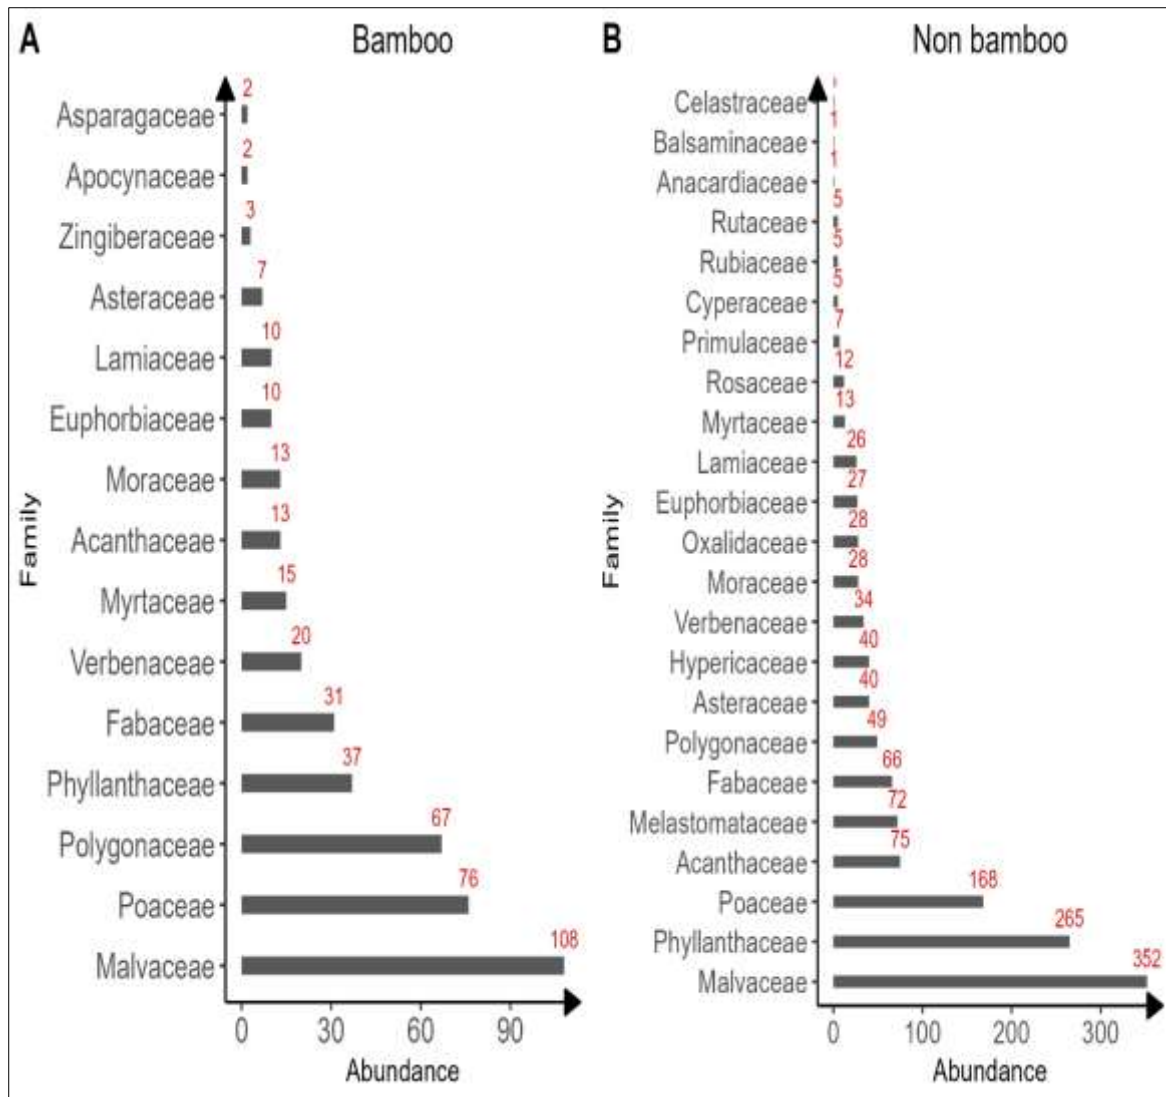 A
Bamboo
2
Asparagaceae
2
Apocynaceae
3
Zingiberaceae
7
Asteraceae
10
Lamiaceae
10
Euphorbiaceae
13
Moraceae
13
Acanthaceae
15
Myrtaceae
20
Verbenaceae
31
Fabaceae
37
Phyllanthaceae
67
Polygonaceae
76
Poaceae
108
Malvaceae
Family
0 30 60 90
Abundance
B
Non bamboo
Celastraceae
1
Balsaminaceae
1
Anacardiaceae
5
Rutaceae
5
Rubiaceae
5
Cyperaceae
7
Primulaceae
12
Rosaceae
13
Myrtaceae
26
Lamiaceae
27
Euphorbiaceae
28
Oxalidaceae
28
Moraceae
34
Verbenaceae
40
Hypericaceae
40
Asteraceae
49
Polygonaceae
66
Fabaceae
72
Melastomataceae
75
Acanthaceae
168
Poaceae
265
Phyllanthaceae
352
Malvaceae
Family
0 100 200 300
Abundance